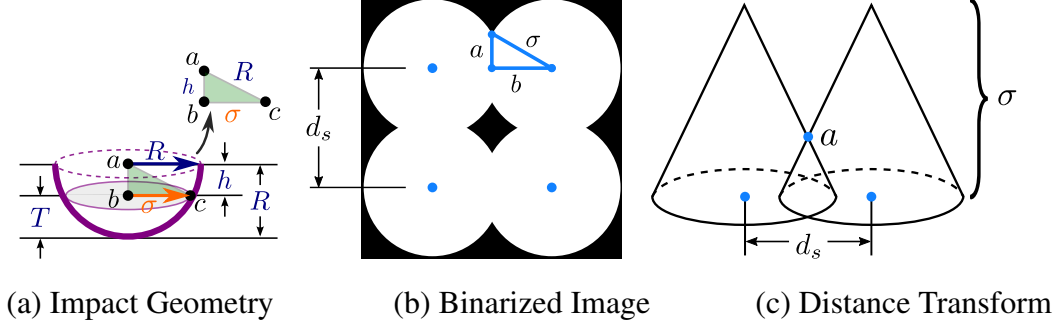 a
R
h
b
σ
c
a
R
b
σ
c
T
h
R
(a) Impact Geometry
a
σ
b
d_s
(b) Binarized Image
a
σ
d_s
(c) Distance Transform